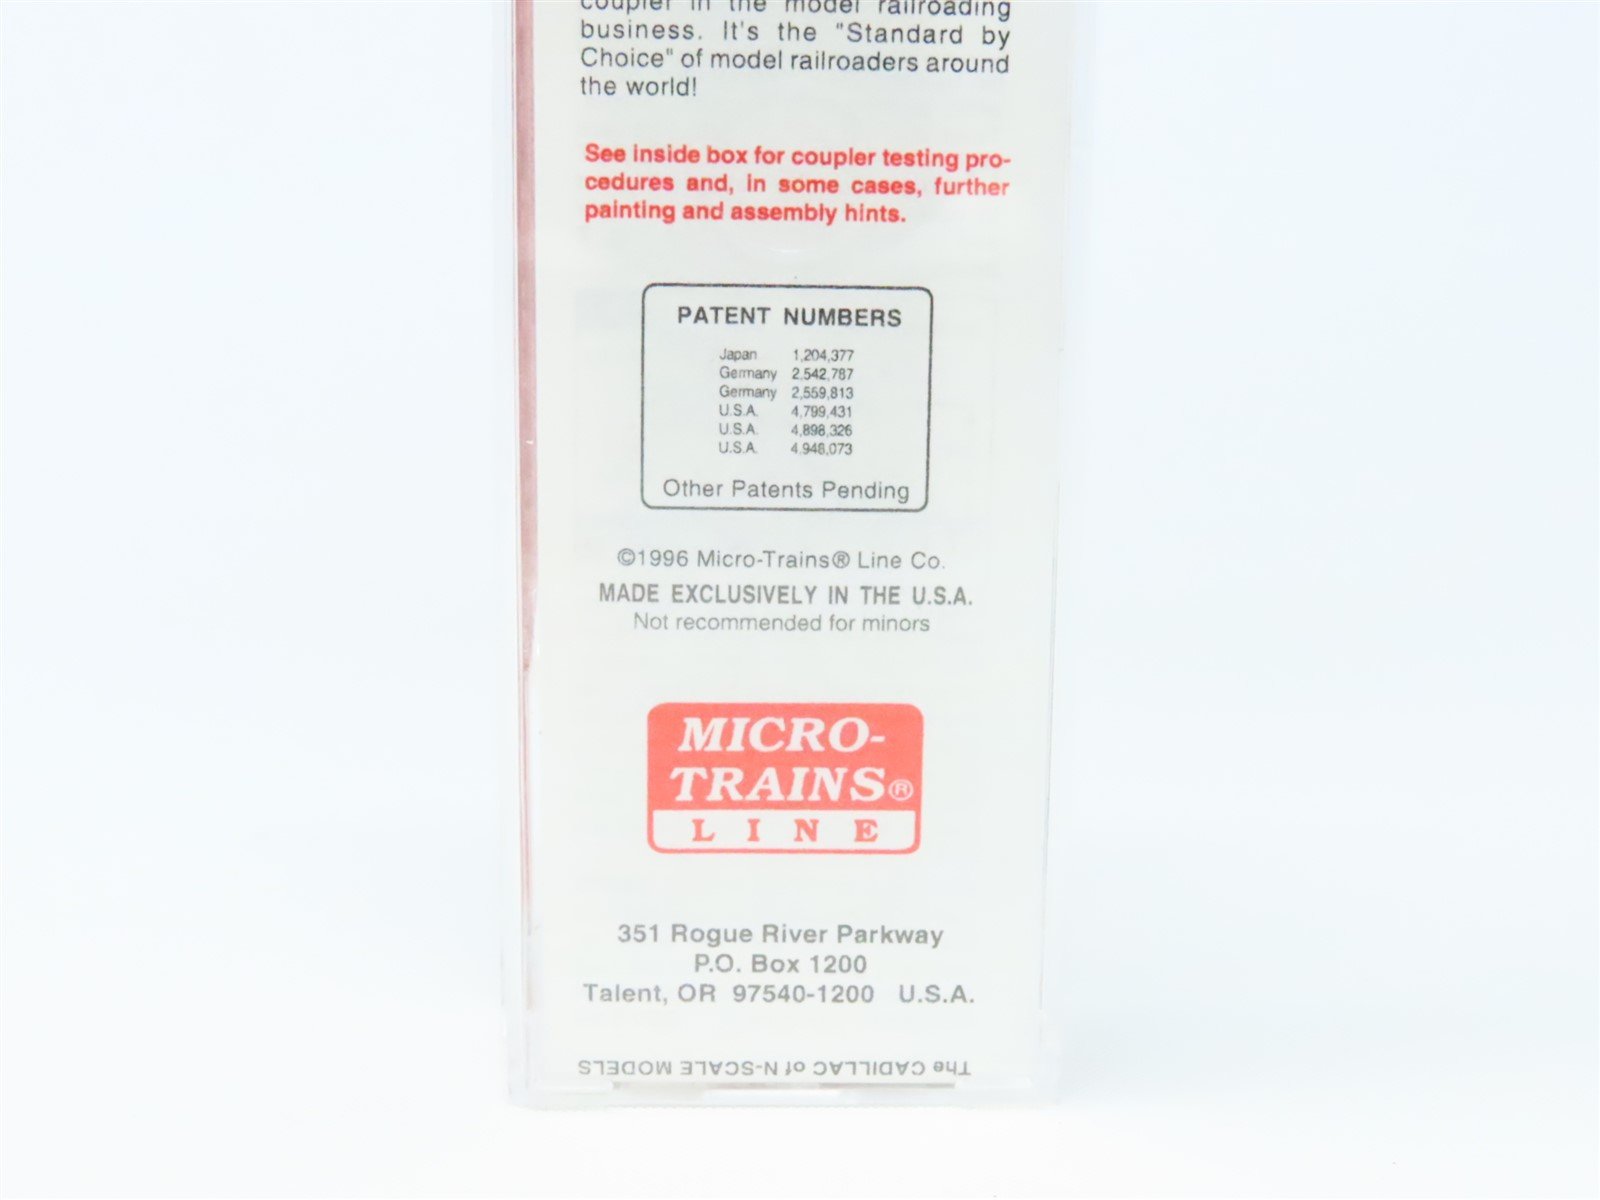 coupler in the model railroading
business. It's the "Standard by
Choice" of model railroaders around
the world!
See inside box for coupler testing pro-
cedures and, in some cases, further
painting and assembly hints.
PATENT NUMBERS
Japan 1,204,377
Germany 2,542,787
Germany 2,559,813
U.S.A. 4,799,431
U.S.A. 4,898,326
U.S.A. 4,948,073
Other Patents Pending
©1996 Micro-Trains® Line Co.
MADE EXCLUSIVELY IN THE U.S.A.
Not recommended for minors
MICRO-
TRAINS®
LINE
351 Rogue River Parkway
P.O. Box 1200
Talent, OR 97540-1200 U.S.A.
The CADILLAC of N-SCALE MODELS